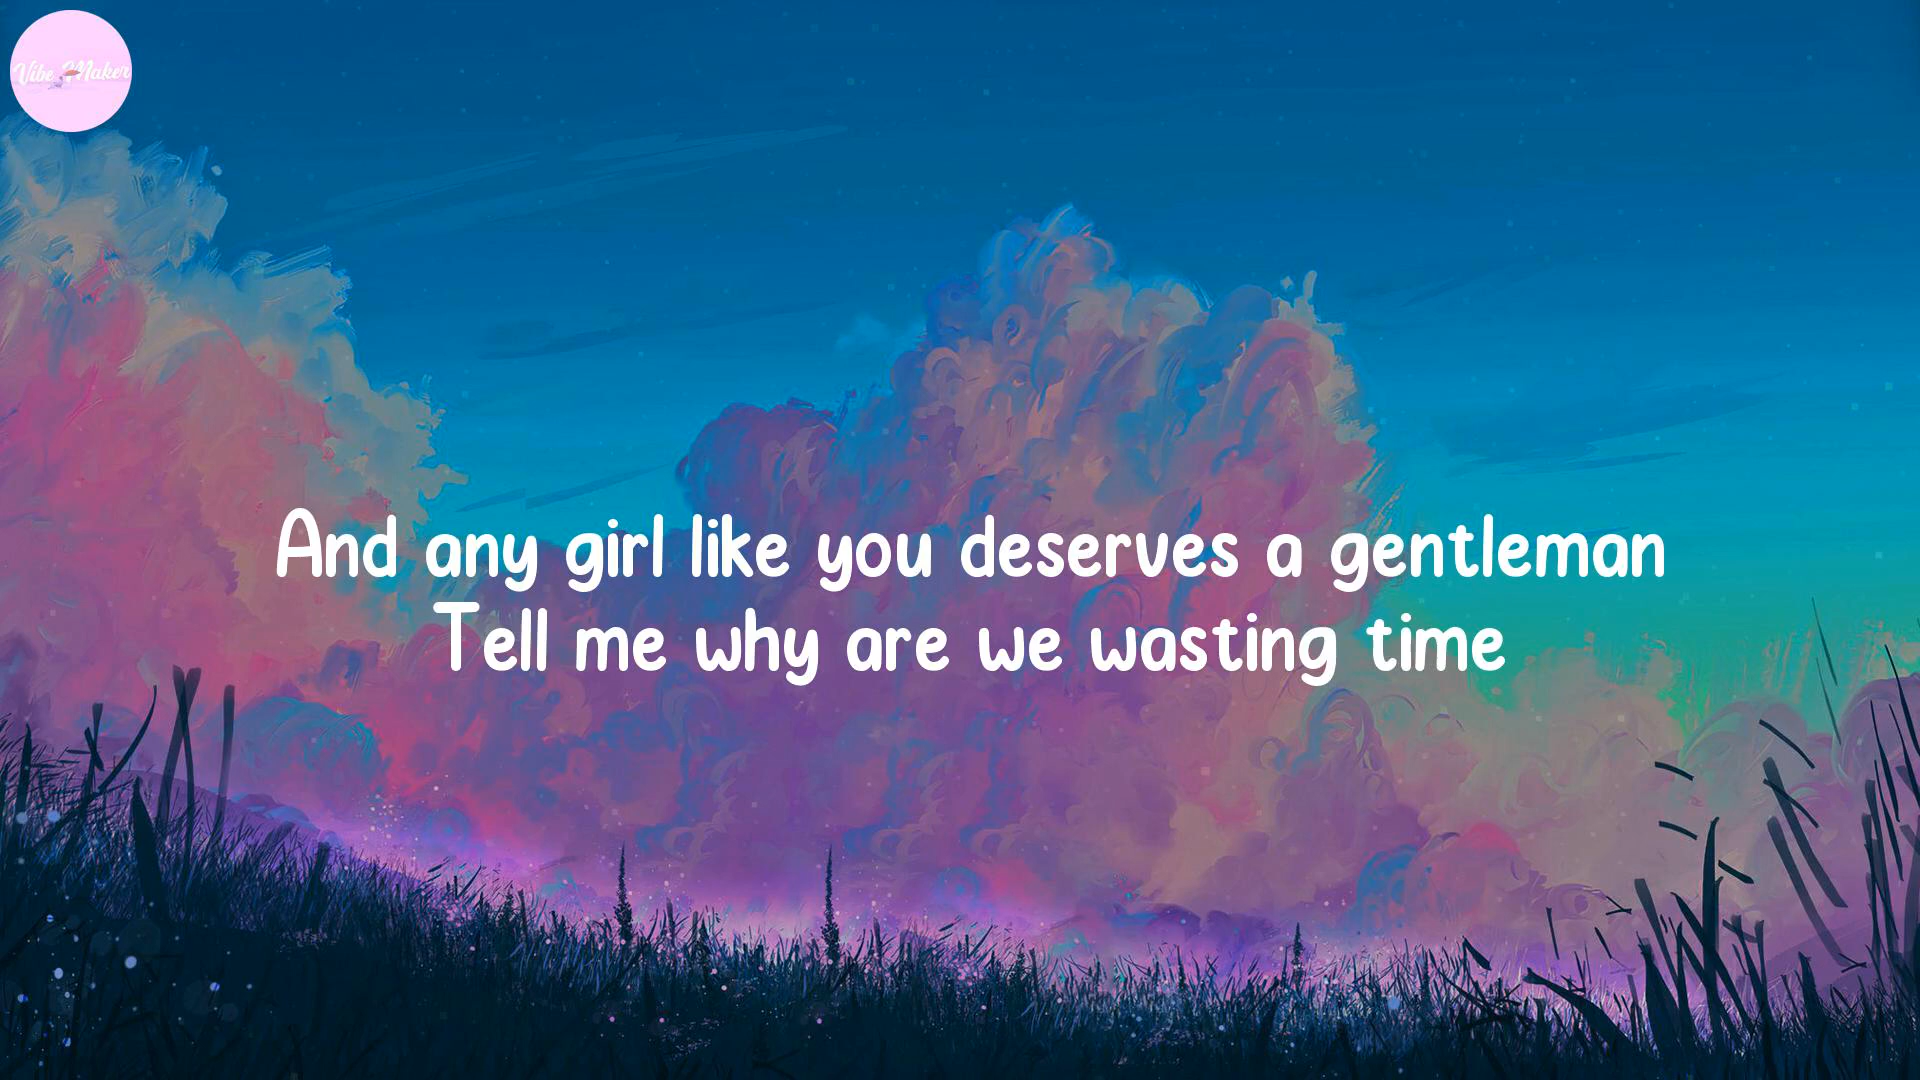 Vibe Maker
And any girl like you deserves a gentleman
Tell me why are we wasting time